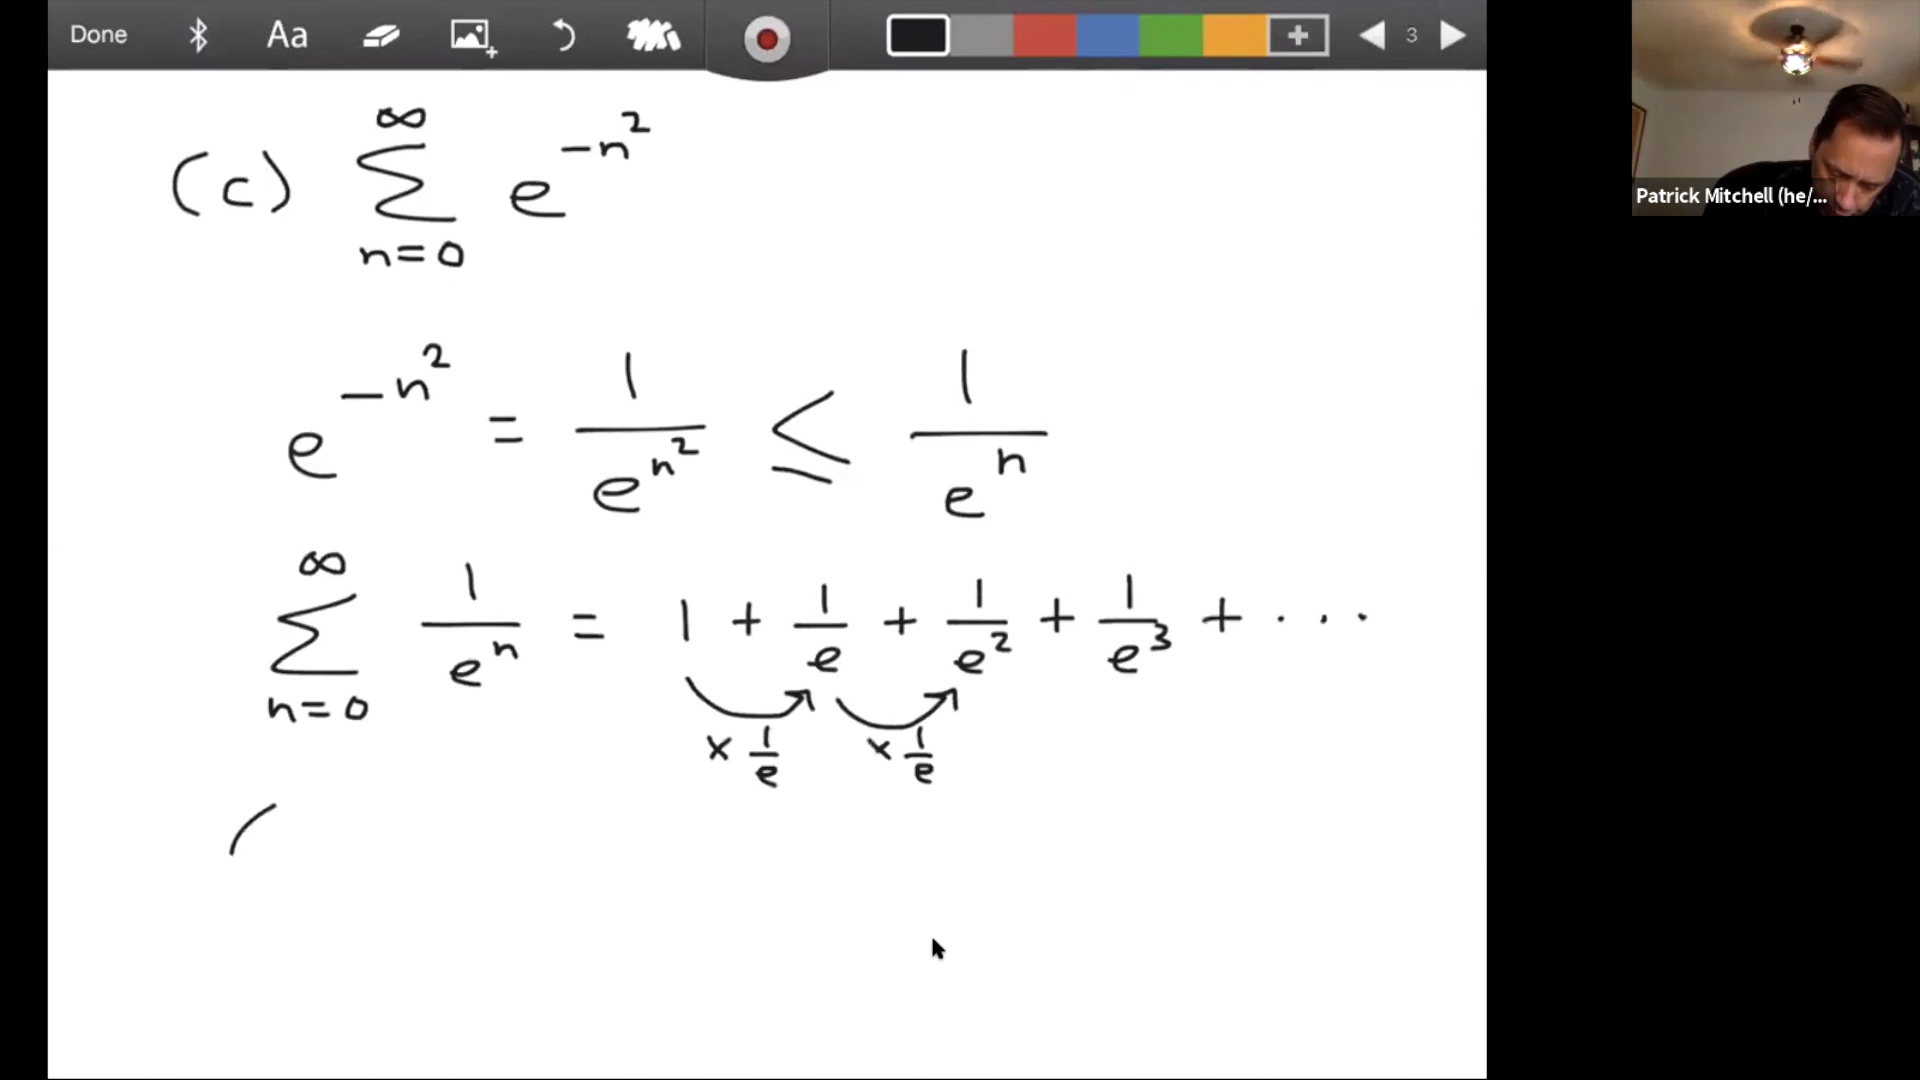 Done Aa 3
Patrick Mitchell (he/...
(c) ∞
∑ e^{-n^2}
n=0
e^{-n^2} = 1/e^{n^2} ≤ 1/e^n
∞
∑ 1/e^n = 1 + 1/e + 1/e^2 + 1/e^3 + ...
n=0
× 1/e × 1/e
(